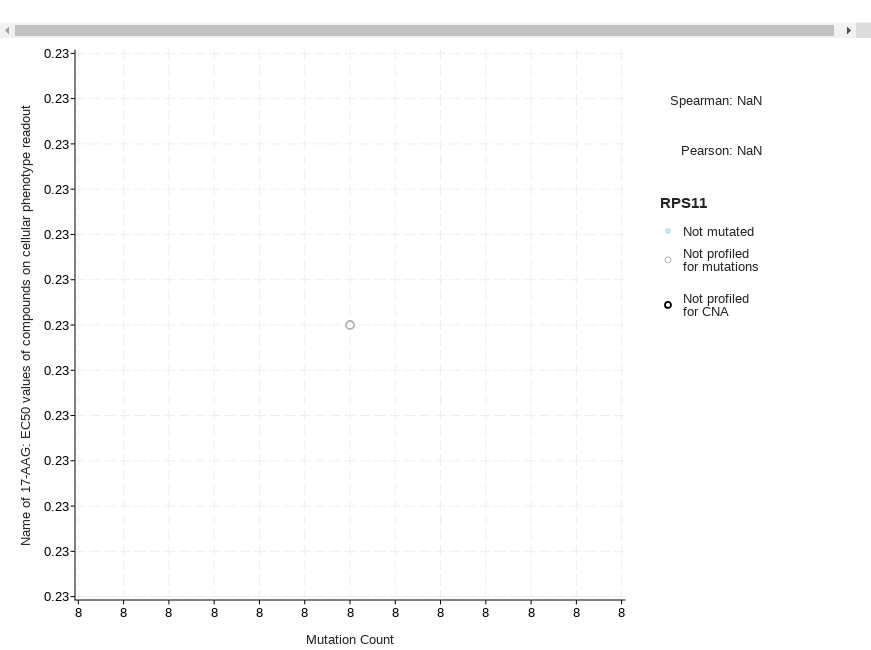 0.23
0.23
0.23
0.23
0.23
0.23
0.23
0.23
0.23
0.23
0.23
0.23
0.23
Name of 17-AAG: EC50 values of compounds on cellular phenotype readout
8 8 8 8 8 8 8 8 8 8 8 8 8
Mutation Count
Spearman: NaN
Pearson: NaN
RPS11
Not mutated
Not profiled
for mutations
Not profiled
for CNA